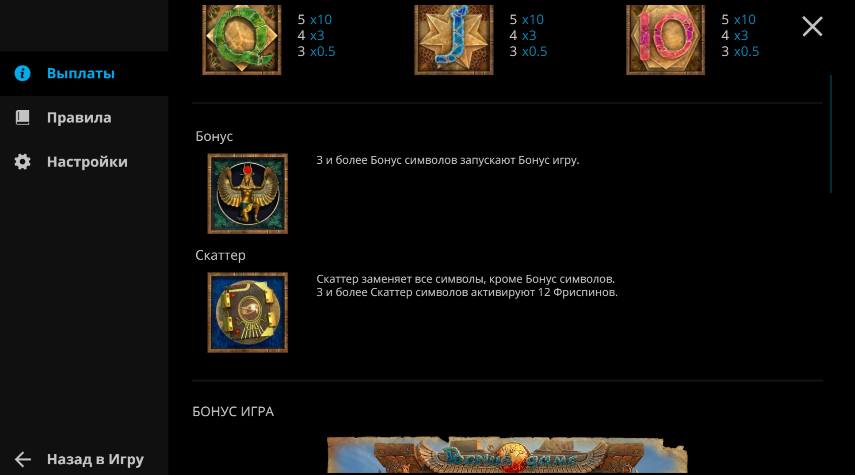 Q
5 x10
4 x3
3 x0.5
J
5 x10
4 x3
3 x0.5
10
5 x10
4 x3
3 x0.5
Выплаты
Правила
Настройки
Назад в Игру
Бонус
3 и более Бонус символов запускают Бонус игру.
Скаттер
Скаттер заменяет все символы, кроме Бонус символов.
3 и более Скаттер символов активируют 12 Фриспинов.
БОНУС ИГРА
BONUS GAME